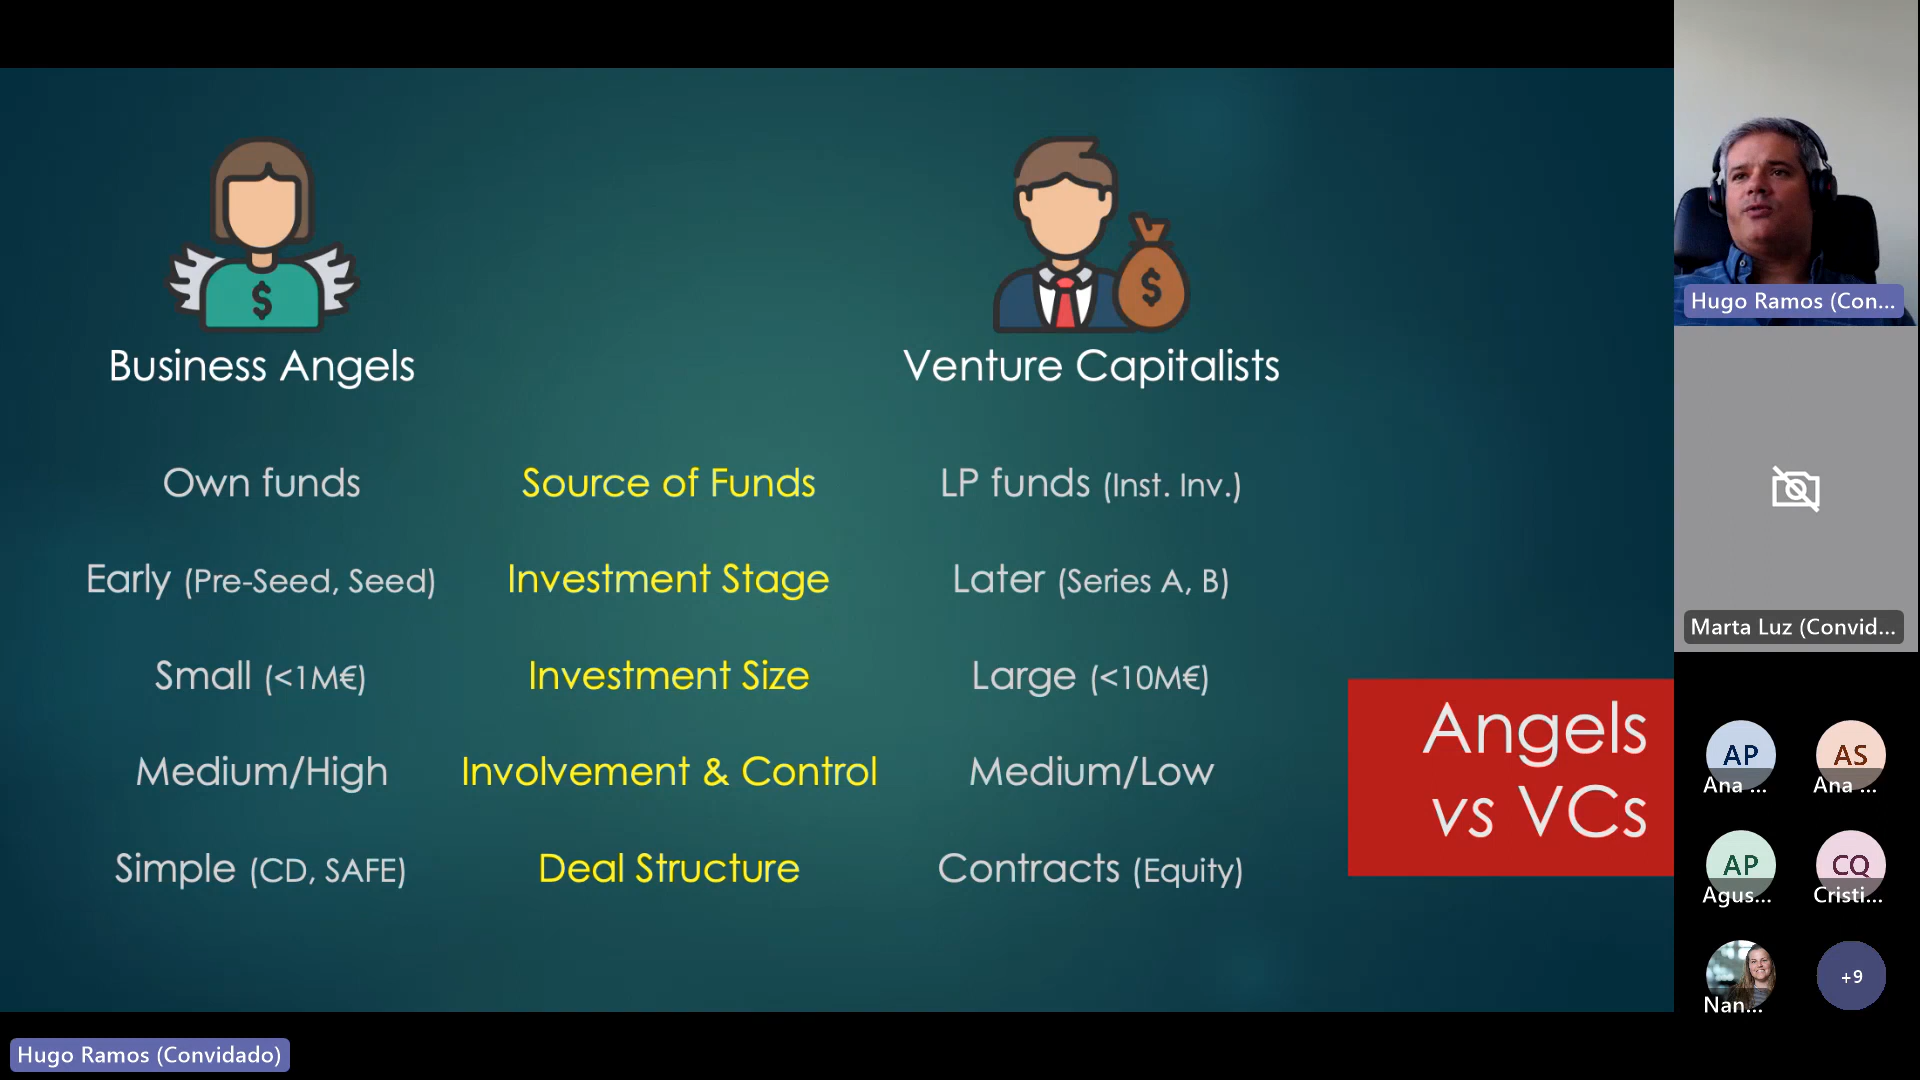 $
$
Business Angels
Venture Capitalists
Own funds
Source of Funds
LP funds (Inst. Inv.)
Early (Pre-Seed, Seed)
Investment Stage
Later (Series A, B)
Small (<1M€)
Investment Size
Large (<10M€)
Medium/High
Involvement & Control
Medium/Low
Simple (CD, SAFE)
Deal Structure
Contracts (Equity)
Angels
vs VCs
Hugo Ramos (Con...
Marta Luz (Convid...
AP
Ana ...
AS
Ana ...
AP
Agus...
CQ
Cristi...
Nan...
+9
Hugo Ramos (Convidado)